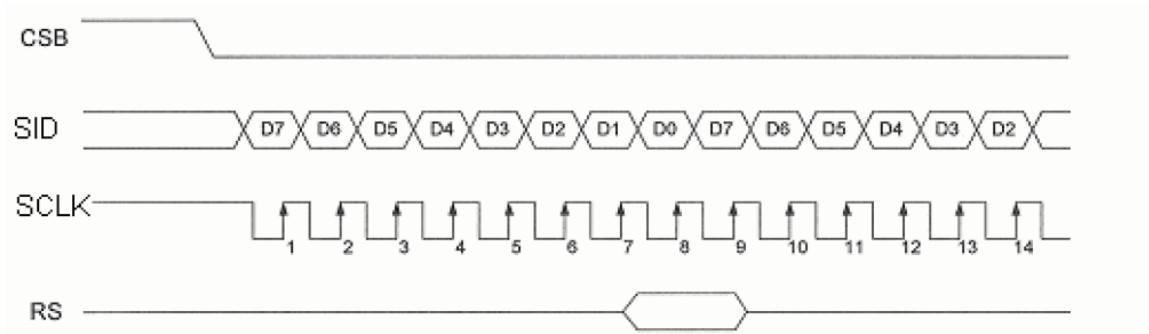 CSB
SID D7 D6 D5 D4 D3 D2 D1 D0 D7 D6 D5 D4 D3 D2
SCLK
1 2 3 4 5 6 7 8 9 10 11 12 13 14
RS